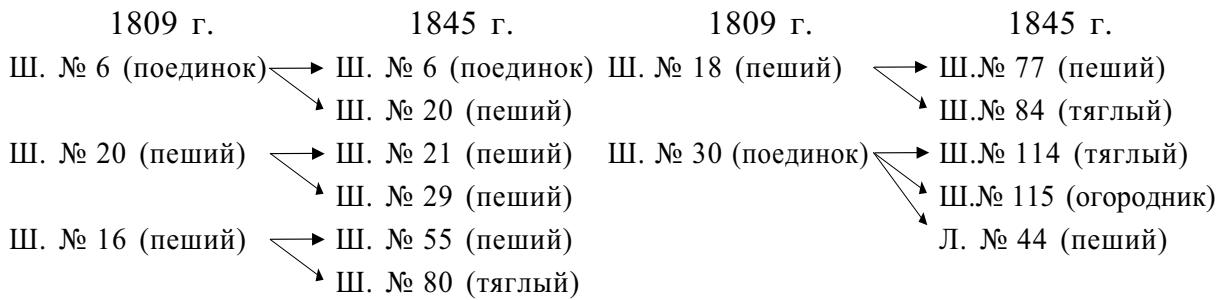 1809 г. 1845 г. 1809 г. 1845 г.
Ш. № 6 (поединок) Ш. № 6 (поединок) Ш. № 18 (пеший) Ш.№ 77 (пеший)
Ш. № 20 (пеший) Ш.№ 84 (тяглый)
Ш. № 20 (пеший) Ш. № 21 (пеший) Ш. № 30 (поединок) Ш.№ 114 (тяглый)
Ш. № 29 (пеший) Ш.№ 115 (огородник)
Ш. № 16 (пеший) Ш. № 55 (пеший) Л. № 44 (пеший)
Ш. № 80 (тяглый)